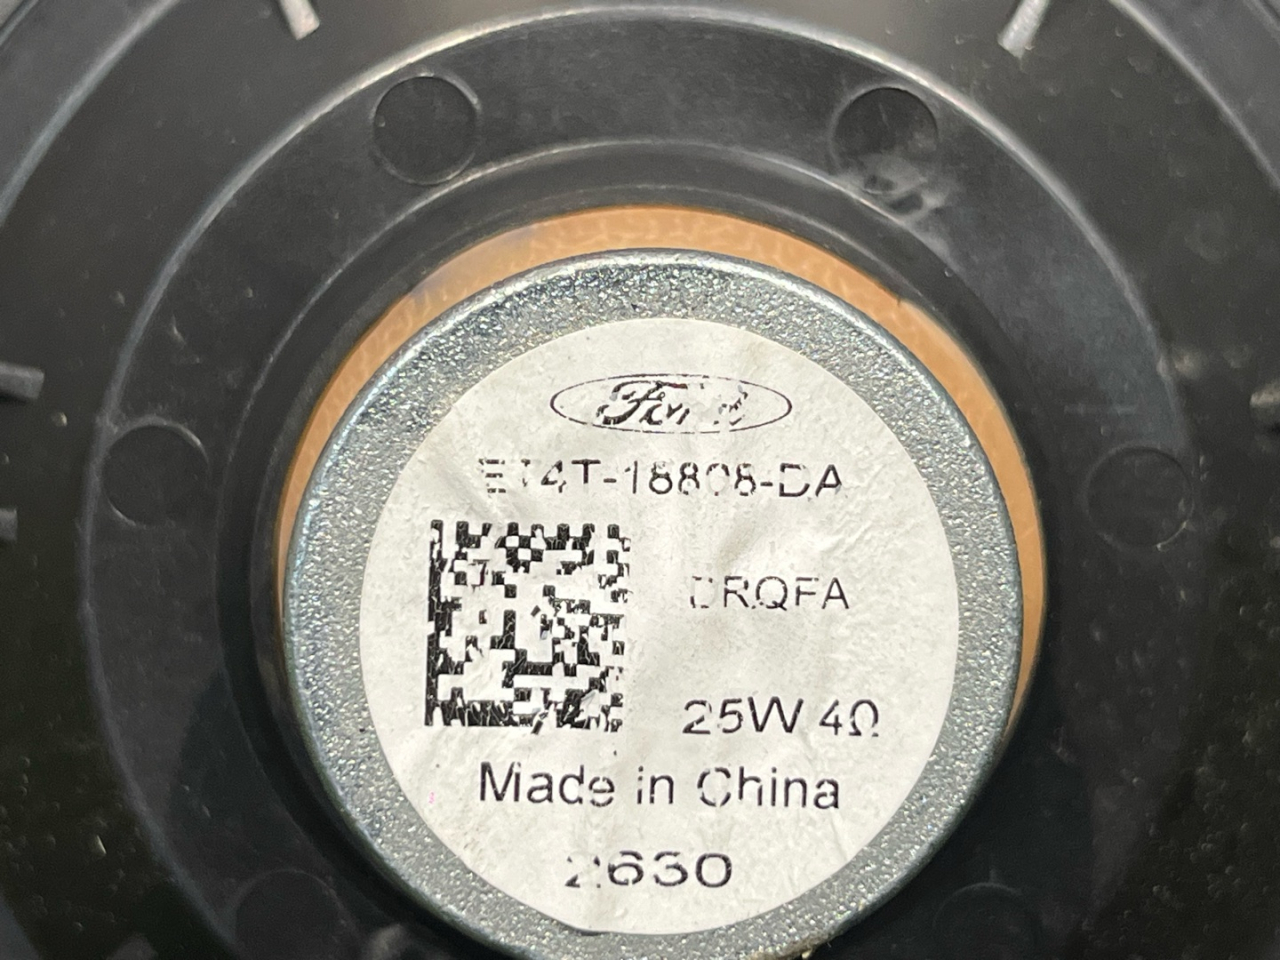 Ford
ET4T-18808-DA
DRQFA
25W 4Ω
Made in China
2630